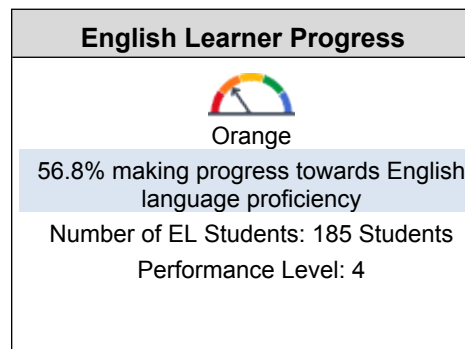 English Learner Progress
Orange
56.8% making progress towards English
language proficiency
Number of EL Students: 185 Students
Performance Level: 4